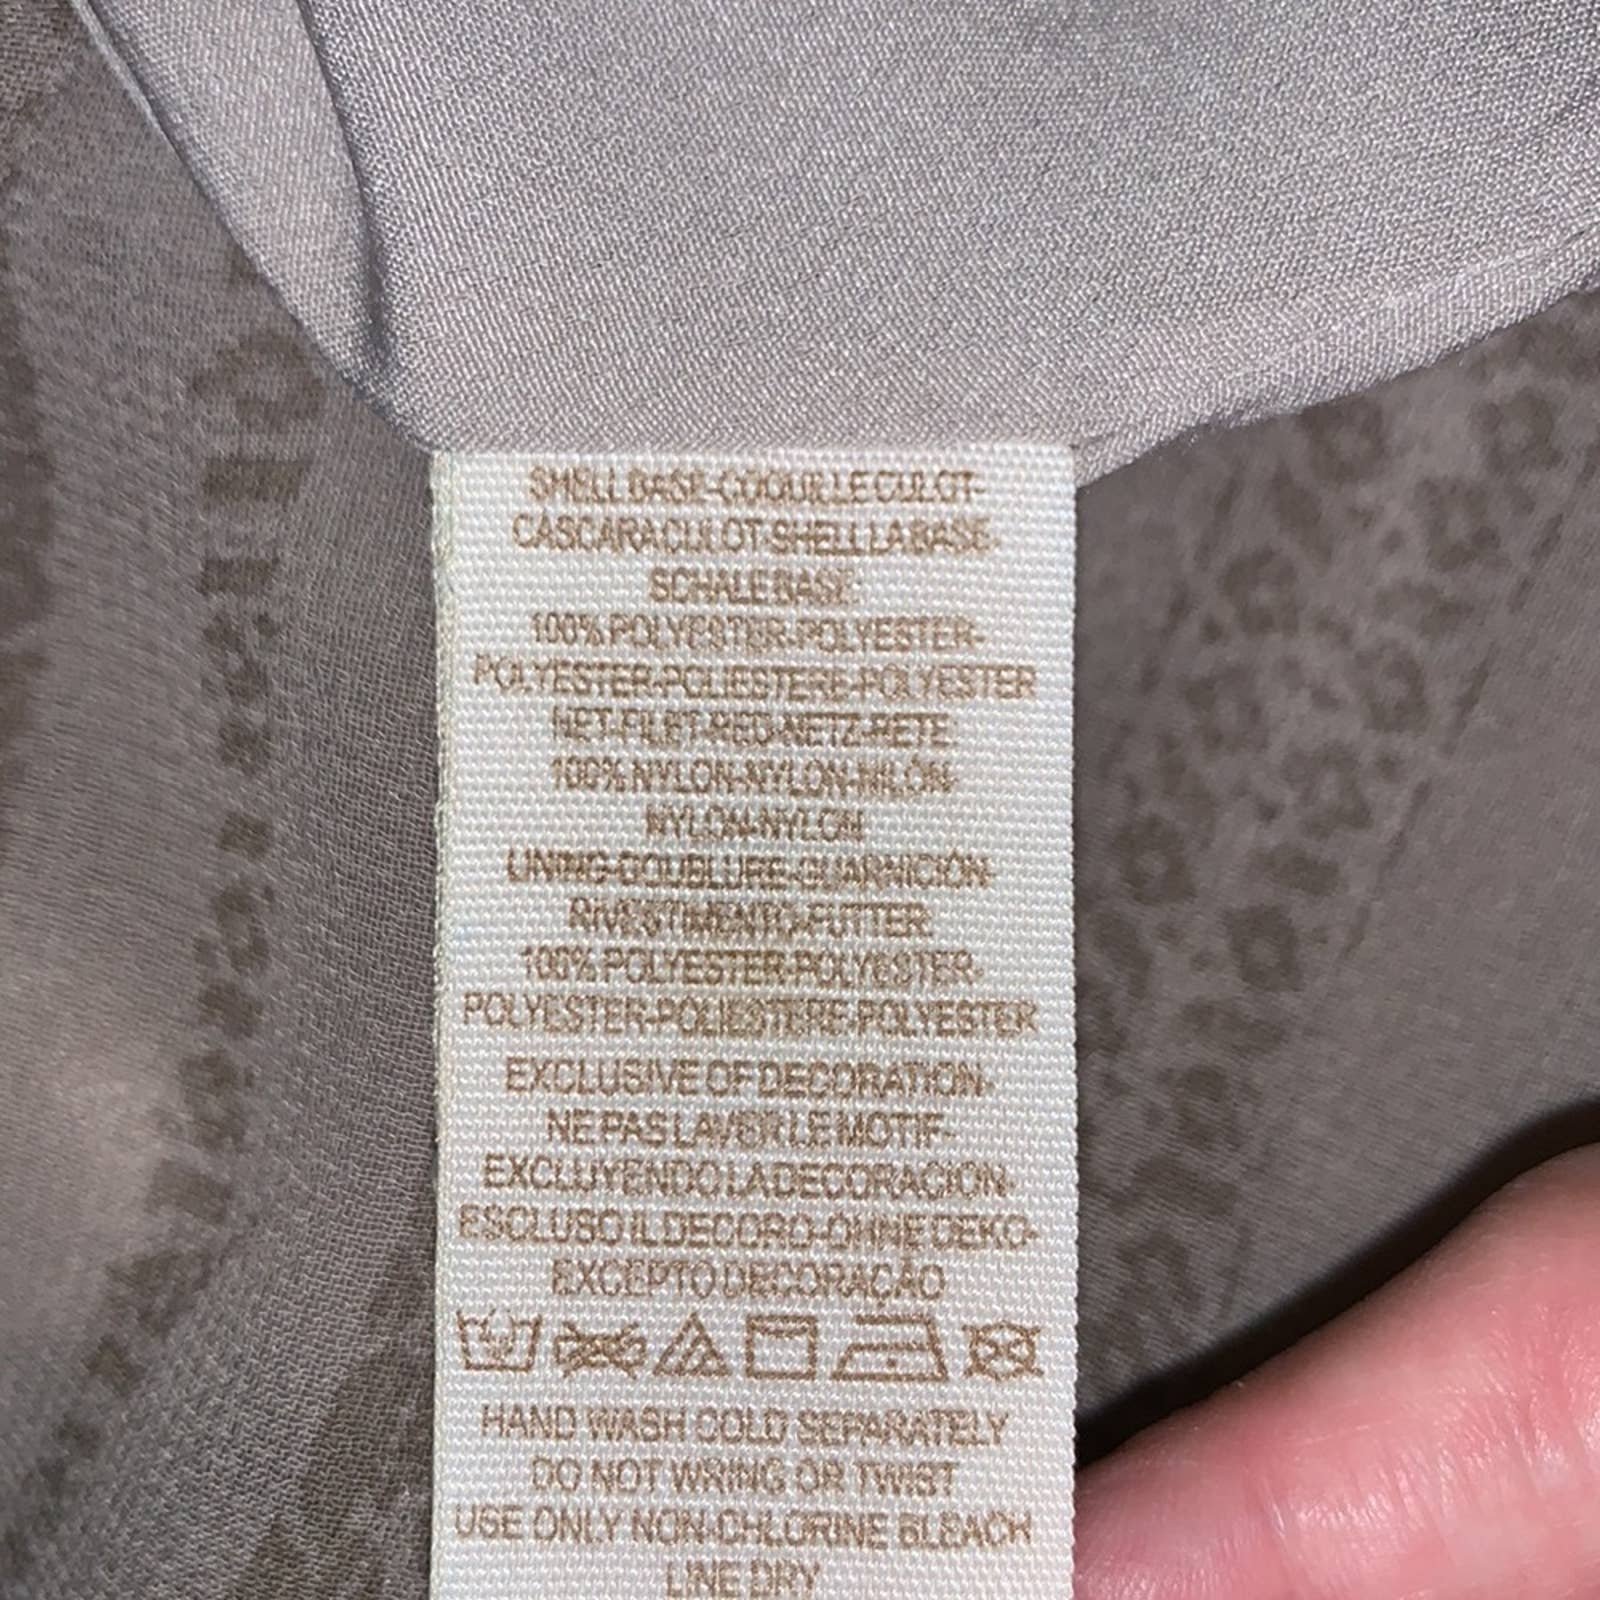 SHELL BASE-COQUILLE CULOT-
CASCARA CULOT-SHELL LA BASE-
SCHALE BASE
100% POLYESTER-POLYESTER-
POLYESTER-POLIESTERE-POLYESTER
NET-FILET-RED-NETZ-RETE
100% NYLON-NYLON-NILÓN-
NYLON-NYLON
LINING-DOUBLURE-GUARNICIÓN
RIVESTIMENTO-FUTTER
100% POLYESTER-POLYESTER-
POLYESTER-POLIESTERE-POLYESTER
EXCLUSIVE OF DECORATION-
NE PAS LAVER LE MOTIF-
EXCLUYENDO LA DECORACIÓN-
ESCLUSO IL DECORO-OHNE DEKO-
EXCEPTO DECORAÇÃO
HAND WASH COLD SEPARATELY
DO NOT WRING OR TWIST
USE ONLY NON-CHLORINE BLEACH
LINE DRY